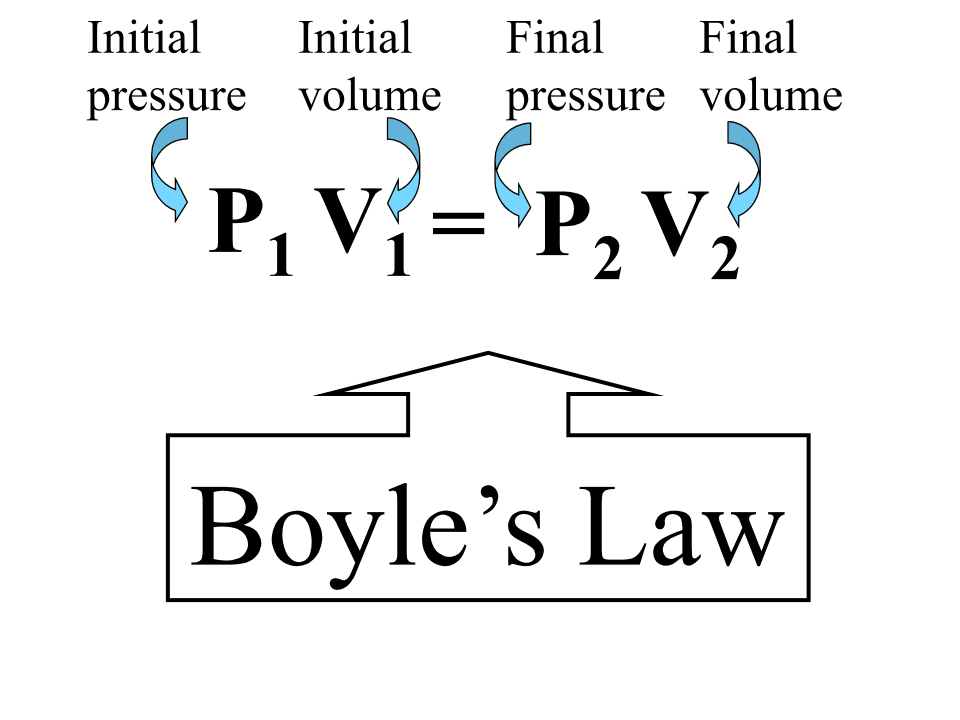 Initial Initial Final Final
pressure volume pressure volume
P₁ V₁ = P₂ V₂
Boyle’s Law